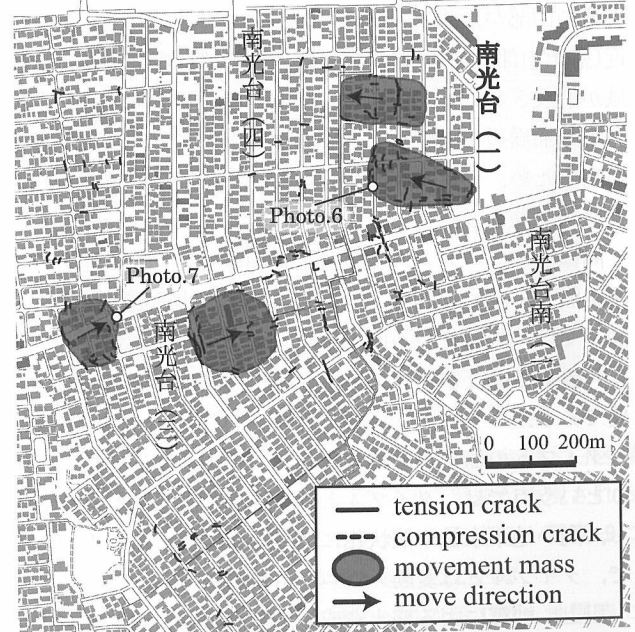 南光台（四）
南光台（一）
Photo.6
南光台南（一）
Photo.7
南光台（三）
0 100 200m
tension crack
compression crack
movement mass
move direction